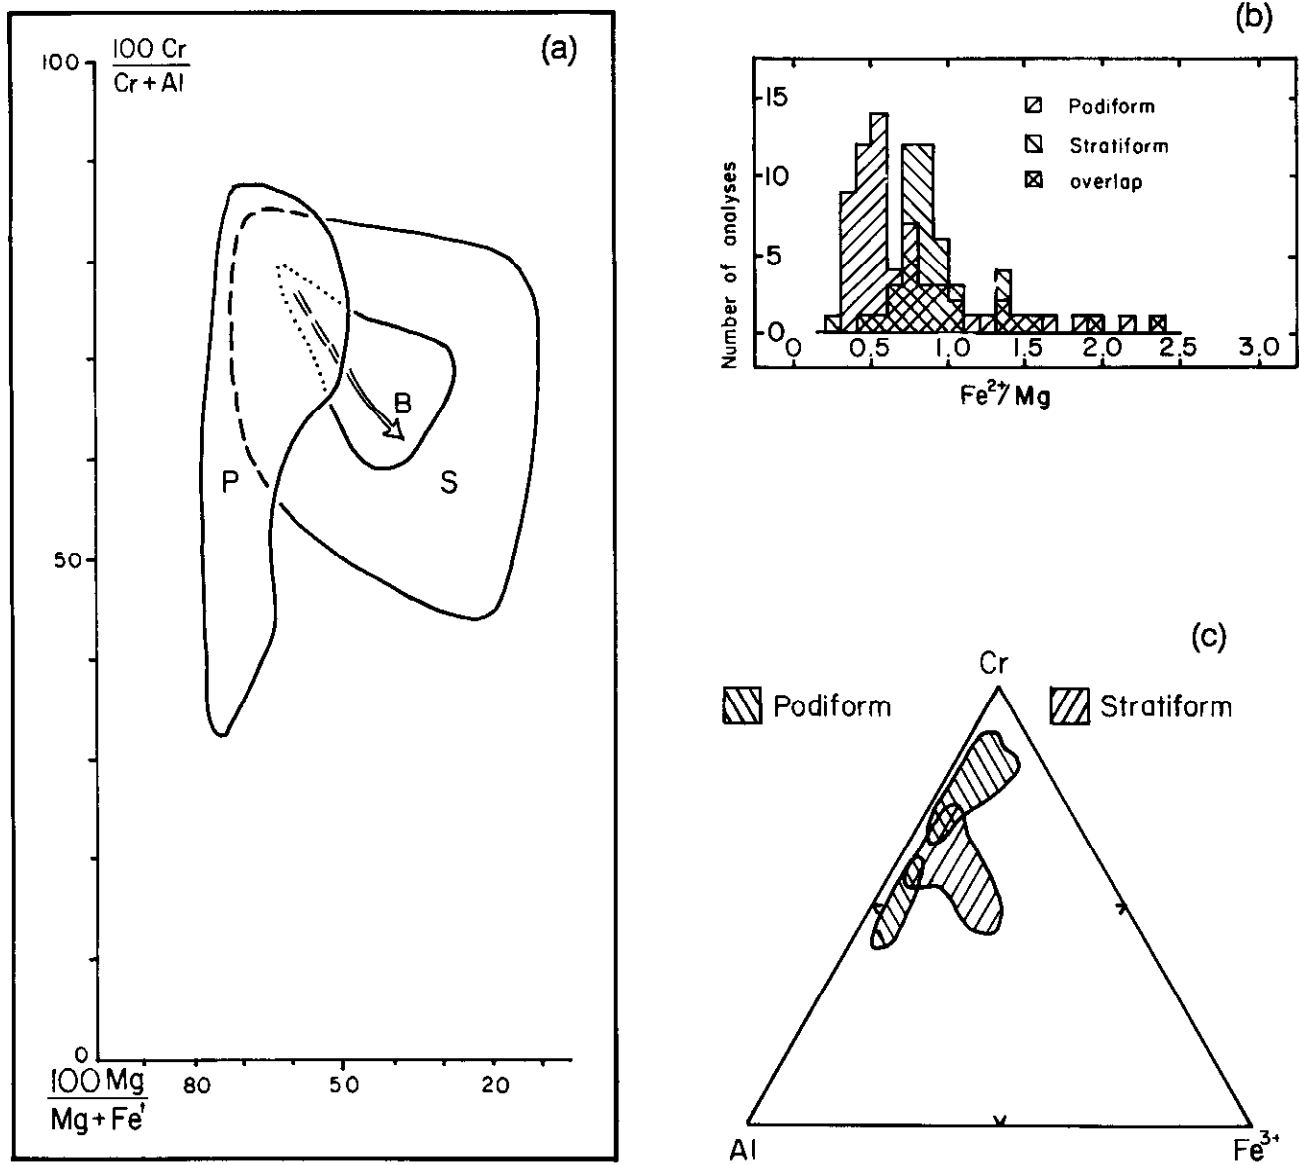 (a)
100 Cr
Cr + Al
100
50
0
P
B
S
80
50
20
100 Mg
Mg + Fe^t
(b)
Number of analyses
15
10
5
0
Podiform
Stratiform
overlap
0 0.5 1.0 1.5 2.0 2.5 3.0
Fe²⁺/Mg
(c)
Cr
Podiform
Stratiform
Al
Fe³⁺